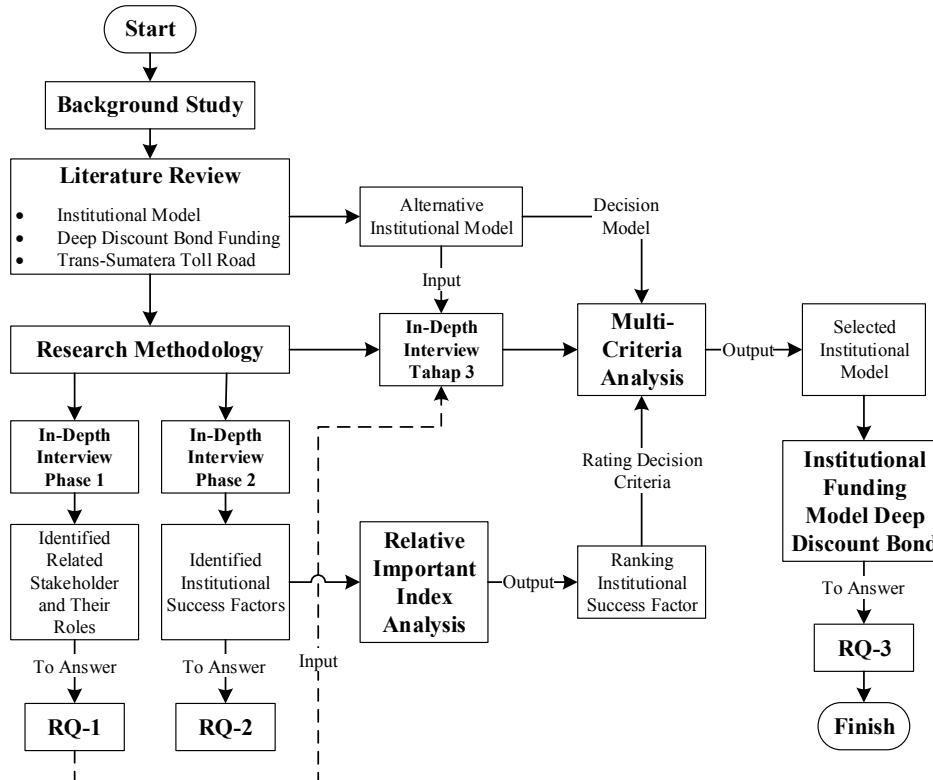 Start
Background Study
Literature Review
• Institutional Model
• Deep Discount Bond Funding
• Trans-Sumatera Toll Road
Alternative
Institutional Model
Decision
Model
Input
Research Methodology
In-Depth
Interview
Tahap 3
Multi-
Criteria
Analysis
Output
Selected
Institutional
Model
In-Depth
Interview
Phase 1
In-Depth
Interview
Phase 2
Rating Decision
Criteria
Institutional
Funding
Model Deep
Discount Bond
Identified
Related
Stakeholder
and Their
Roles
Identified
Institutional
Success Factors
Relative
Important
Index
Analysis
Output
Ranking
Institutional
Success Factor
To Answer
To Answer
To Answer
Input
RQ-1
RQ-2
RQ-3
Finish